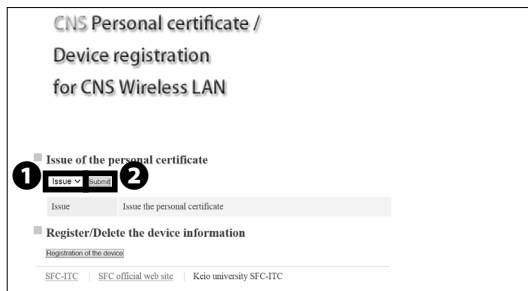 CNS Personal certificate /
Device registration
for CNS Wireless LAN
Issue of the personal certificate
1 Issue Submit 2
Issue Issue the personal certificate
Register/Delete the device information
Registration of the device
SFC-ITC | SFC official web site | Keio university SFC-ITC